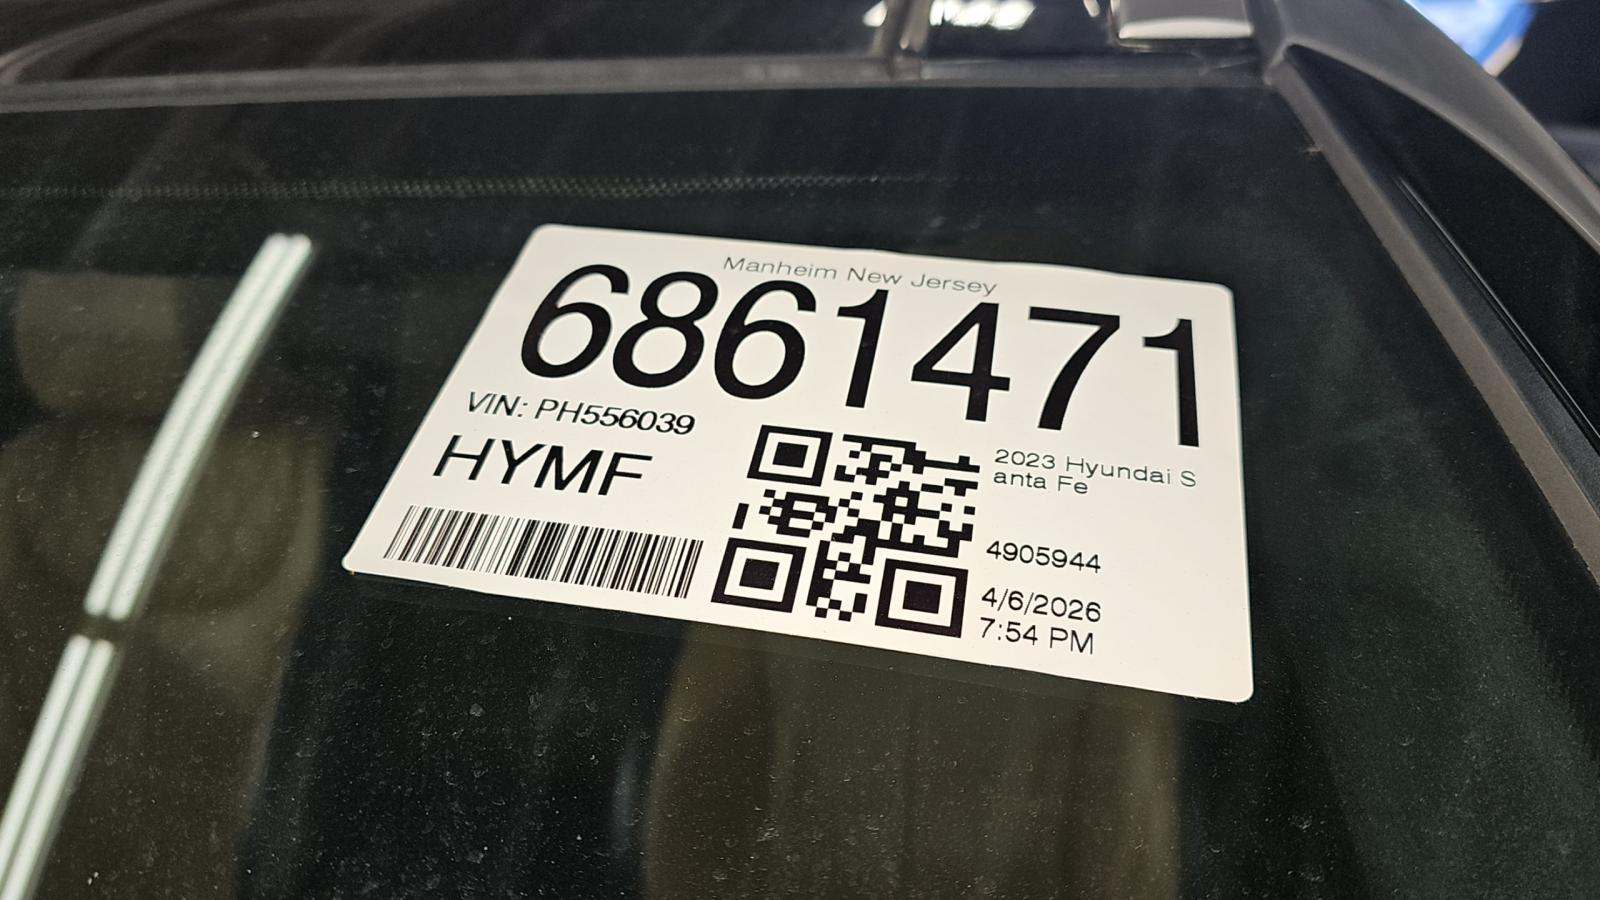 Manheim New Jersey
6861471
VIN: PH556039
HYMF
2023 Hyundai S
anta Fe
4905944
4/6/2026
7:54 PM